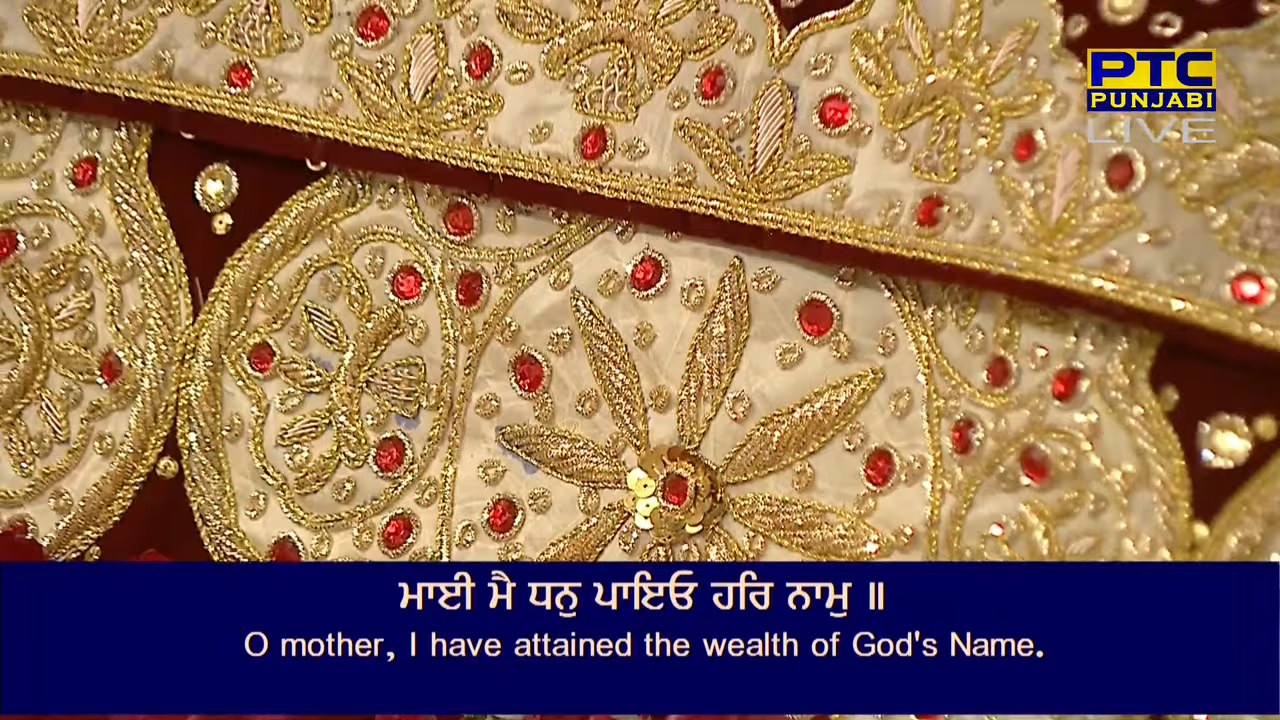 PTC
PUNJABI
LIVE
ਮਾਈ ਮੈ ਧਨੁ ਪਾਇਓ ਹਰਿ ਨਾਮੁ ॥
O mother, I have attained the wealth of God's Name.